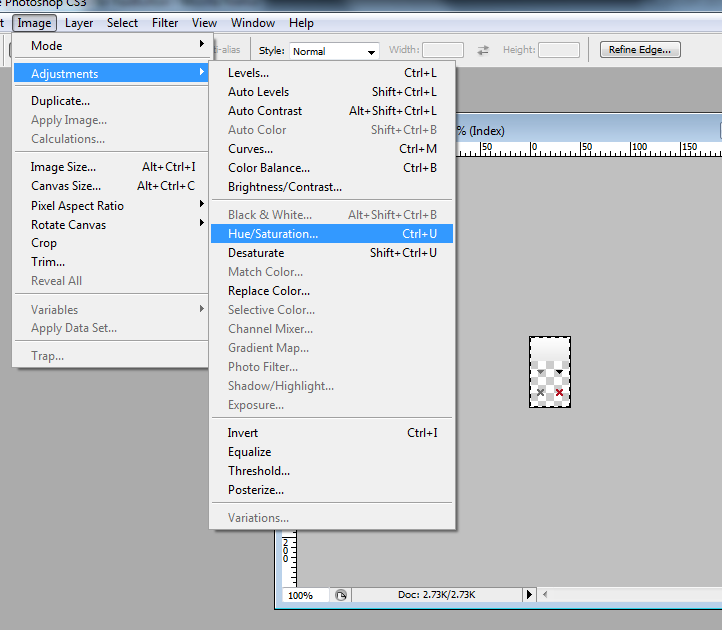 Photoshop CS3
Image Layer Select Filter View Window Help
Style: Normal Width: Height: Refine Edge...
Mode
Adjustments
Duplicate...
Apply Image...
Calculations...
Image Size... Alt+Ctrl+I
Canvas Size... Alt+Ctrl+C
Pixel Aspect Ratio
Rotate Canvas
Crop
Trim...
Reveal All
Variables
Apply Data Set...
Trap...
Levels... Ctrl+L
Auto Levels Shift+Ctrl+L
Auto Contrast Alt+Shift+Ctrl+L
Auto Color Shift+Ctrl+B
Curves... Ctrl+M
Color Balance... Ctrl+B
Brightness/Contrast...
Black & White... Alt+Shift+Ctrl+B
Hue/Saturation... Ctrl+U
Desaturate Shift+Ctrl+U
Match Color...
Replace Color...
Selective Color...
Channel Mixer...
Gradient Map...
Photo Filter...
Shadow/Highlight...
Exposure...
Invert Ctrl+I
Equalize
Threshold...
Posterize...
Variations...
% (Index)
50 0 50 100 150
200
100% Doc: 2.73K/2.73K